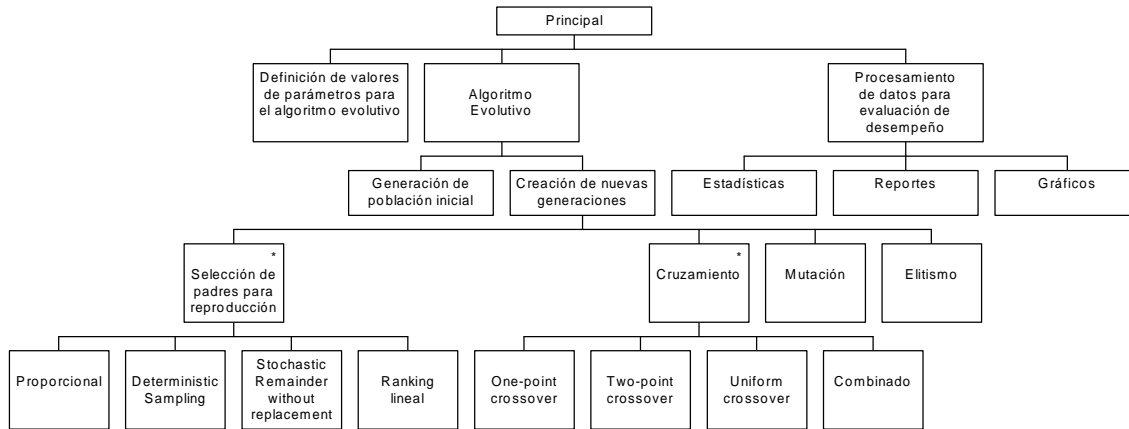 Principal
Definición de valores
de parámetros para
el algoritmo evolutivo
Algoritmo
Evolutivo
Procesamiento
de datos para
evaluación de
desempeño
Generación de
población inicial
Creación de nuevas
generaciones
Estadísticas
Reportes
Gráficos
*
Selección de
padres para
reproducción
*
Cruzamiento
Mutación
Elitismo
Proporcional
Deterministic
Sampling
Stochastic
Remainder
without
replacement
Ranking
lineal
One-point
crossover
Two-point
crossover
Uniform
crossover
Combinado